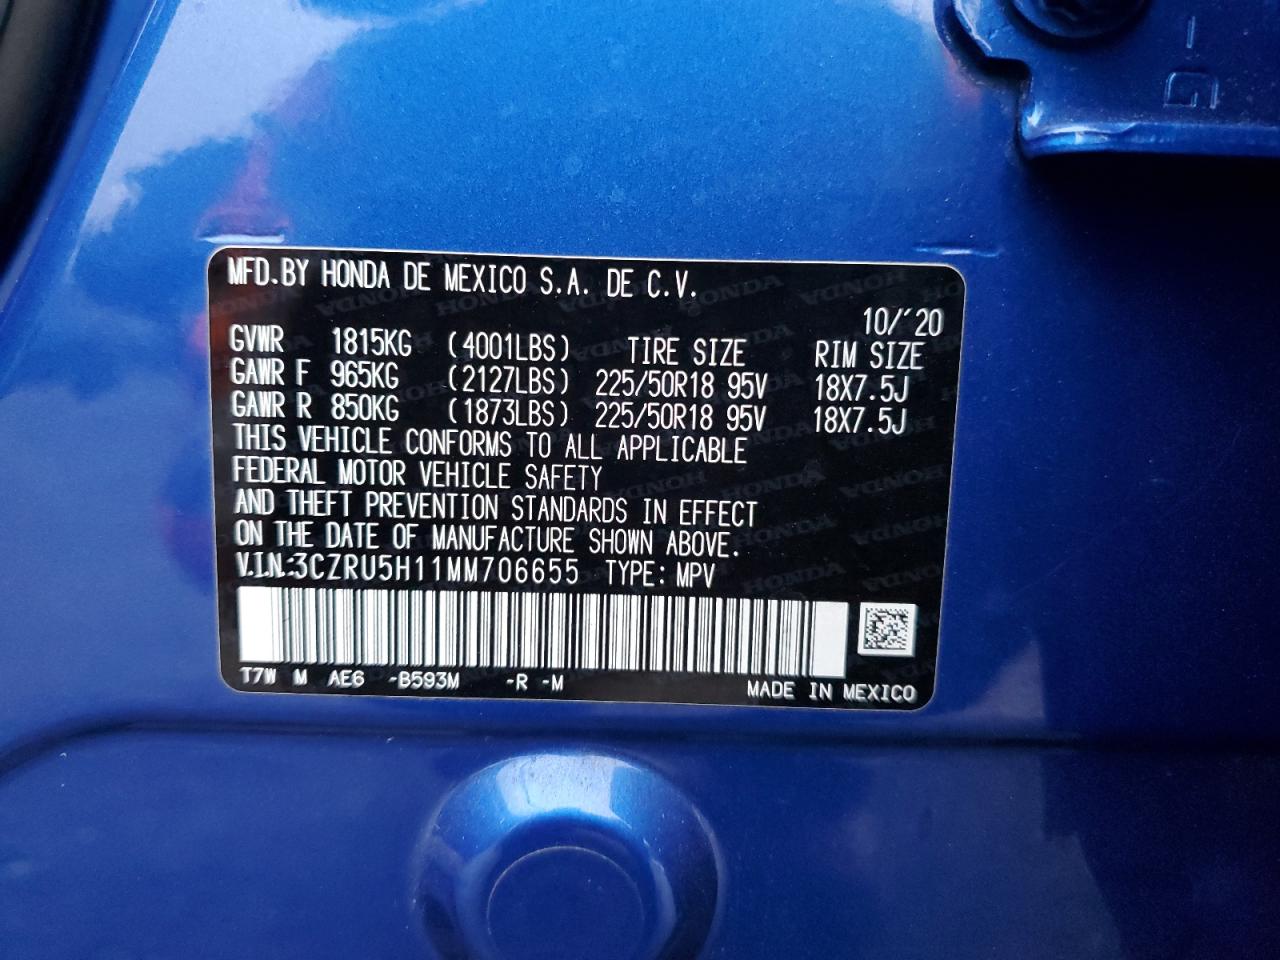 MFD.BY HONDA DE MEXICO S.A. DE C.V.
10/'20
GVWR 1815KG (4001LBS) TIRE SIZE RIM SIZE
GAWR F 965KG (2127LBS) 225/50R18 95V 18X7.5J
GAWR R 850KG (1873LBS) 225/50R18 95V 18X7.5J
THIS VEHICLE CONFORMS TO ALL APPLICABLE
FEDERAL MOTOR VEHICLE SAFETY
AND THEFT PREVENTION STANDARDS IN EFFECT
ON THE DATE OF MANUFACTURE SHOWN ABOVE.
V.I.N.:3CZRU5H11MM706655 TYPE: MPV
T7W M AE6 -B593M -R -M MADE IN MEXICO